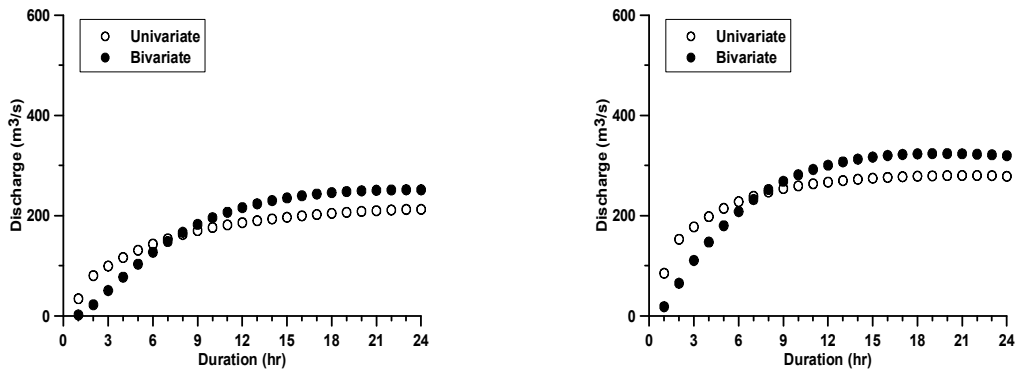 600
400
200
0
Discharge (m3/s)
Univariate
Bivariate
0 3 6 9 12 15 18 21 24
Duration (hr)
600
400
200
0
Discharge (m3/s)
Univariate
Bivariate
0 3 6 9 12 15 18 21 24
Duration (hr)